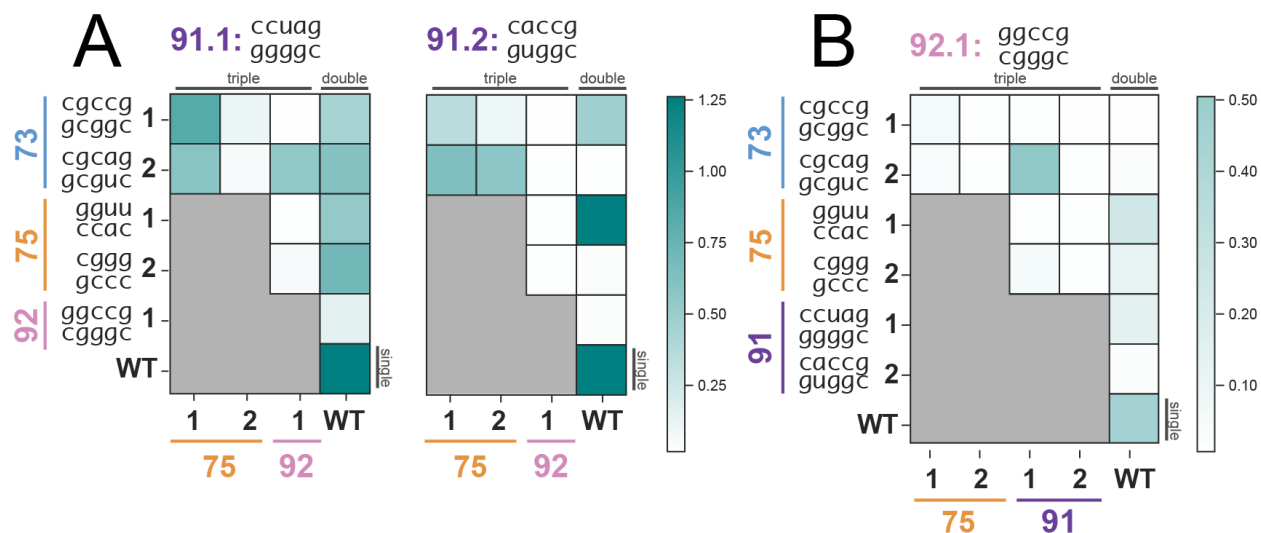 A
91.1: ccuag
ggggc
91.2: caccg
guggc
triple
double
triple
double
73
cgccg
gcggc
1
cgcag
gcguc
2
75
gguu
ccac
1
cggg
gccc
2
92
ggccg
cgggc
1
WT
single
single
1 2 1 WT
75 92
1 2 1 WT
75 92
1.25
1.00
0.75
0.50
0.25
B
92.1: ggccg
cgggc
triple
double
73
cgccg
gcggc
1
cgcag
gcguc
2
75
gguu
ccac
1
cggg
gccc
2
91
ccuag
ggggc
1
caccg
guggc
2
WT
single
1 2 1 2 WT
75 91
0.50
0.40
0.30
0.20
0.10